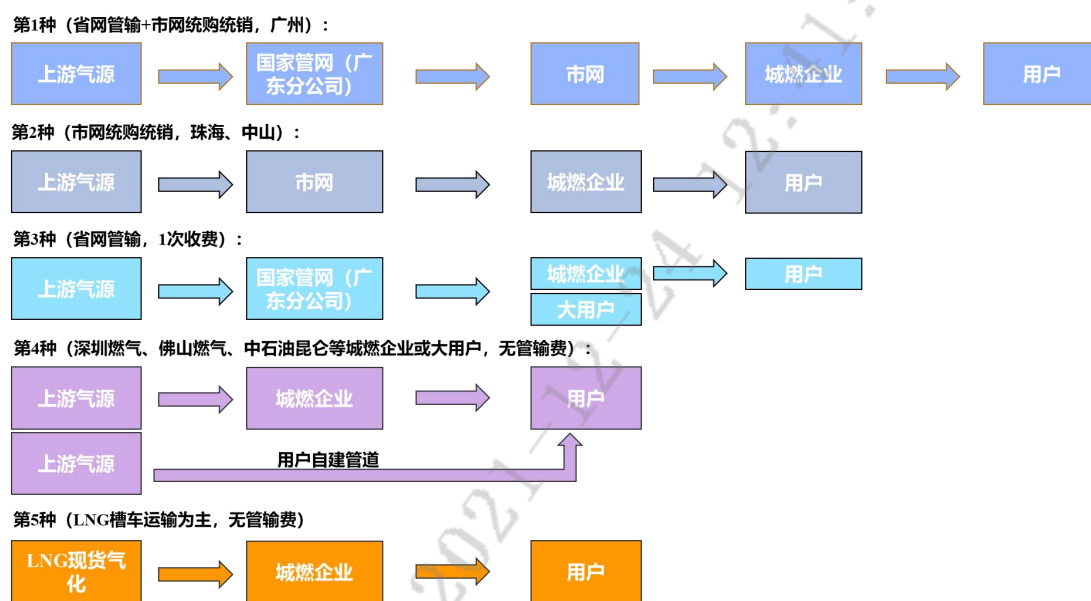 第1种（省网管输+市网统购统销，广州）：
上游气源
国家管网（广
东分公司）
市网
城燃企业
用户
第2种（市网统购统销，珠海、中山）：
上游气源
市网
城燃企业
用户
第3种（省网管输，1次收费）：
上游气源
国家管网（广
东分公司）
城燃企业
用户
大用户
第4种（深圳燃气、佛山燃气、中石油昆仑等城燃企业或大用户，无管输费）：
上游气源
城燃企业
用户
上游气源
用户自建管道
第5种（LNG槽车运输为主，无管输费）
LNG现货气
化
城燃企业
用户
2021-12-24 12:41: